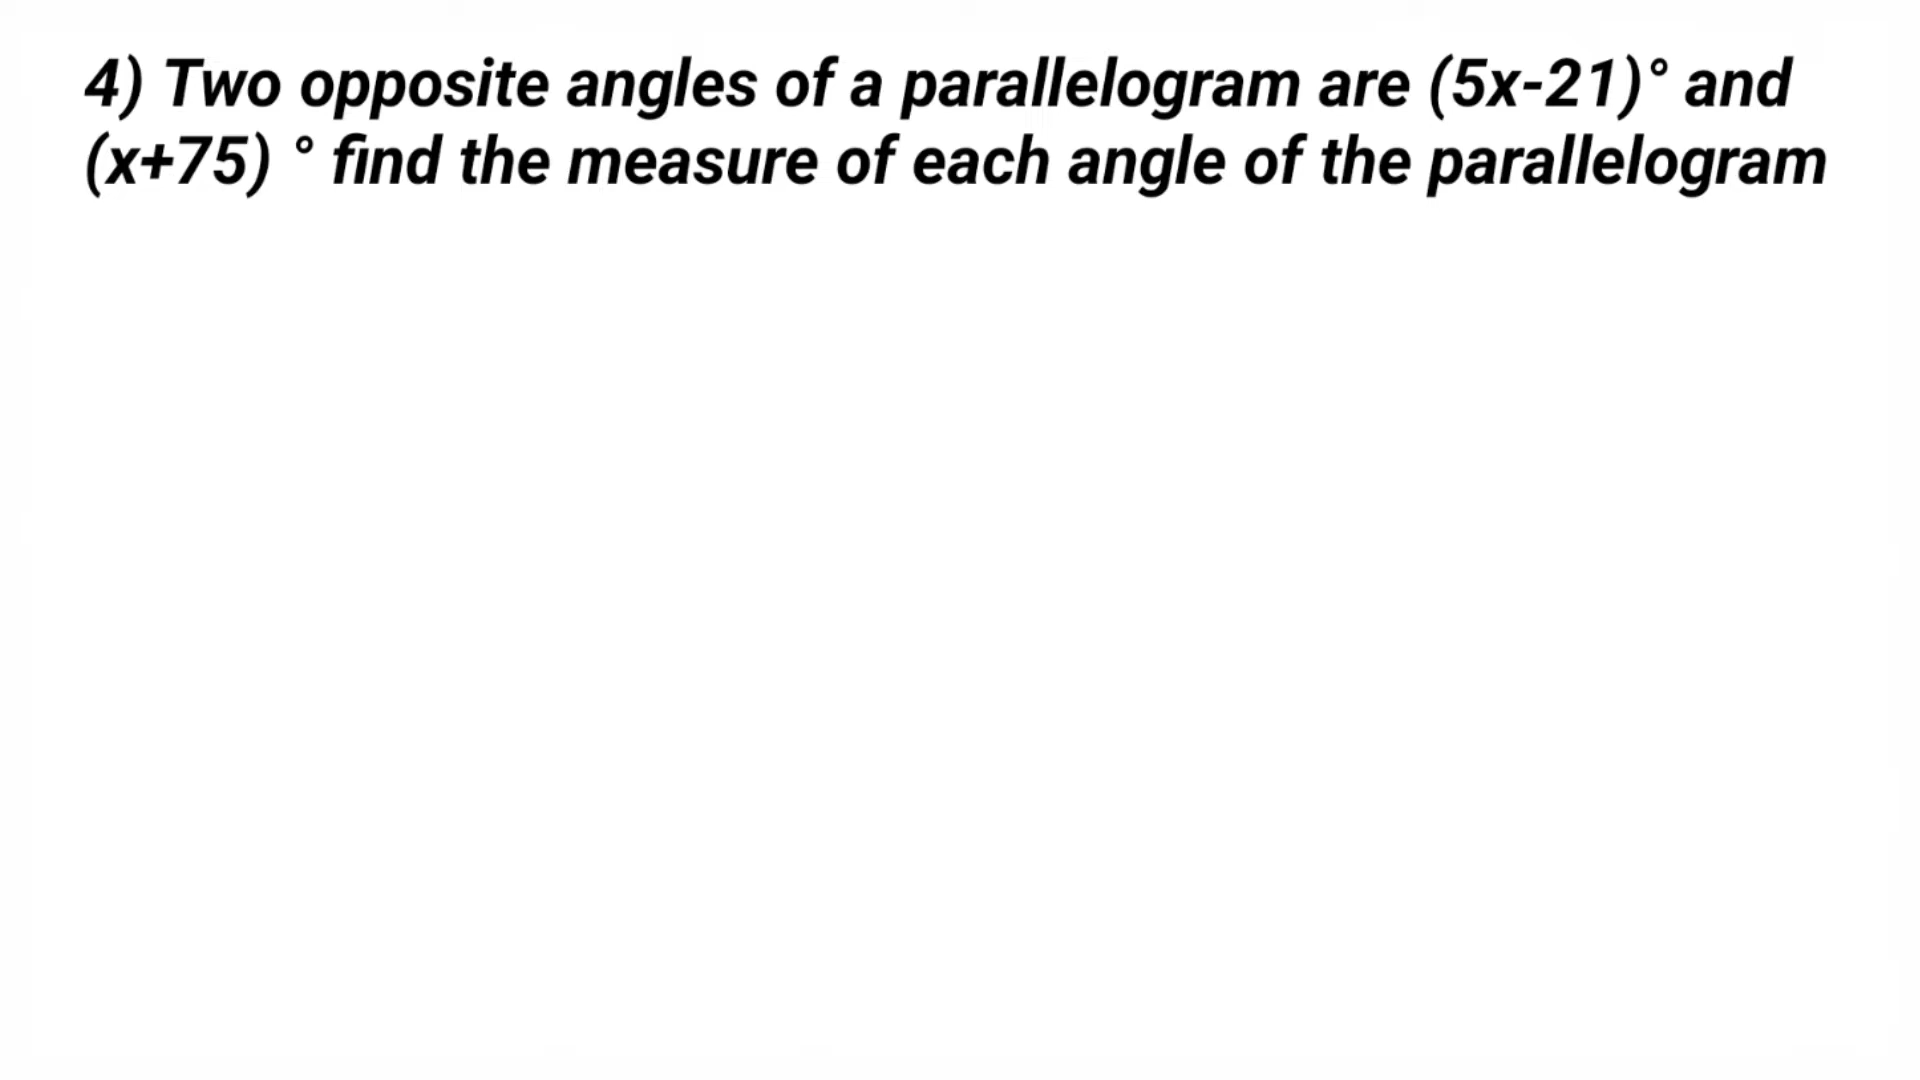 4) Two opposite angles of a parallelogram are (5x-21)° and
(x+75) ° find the measure of each angle of the parallelogram